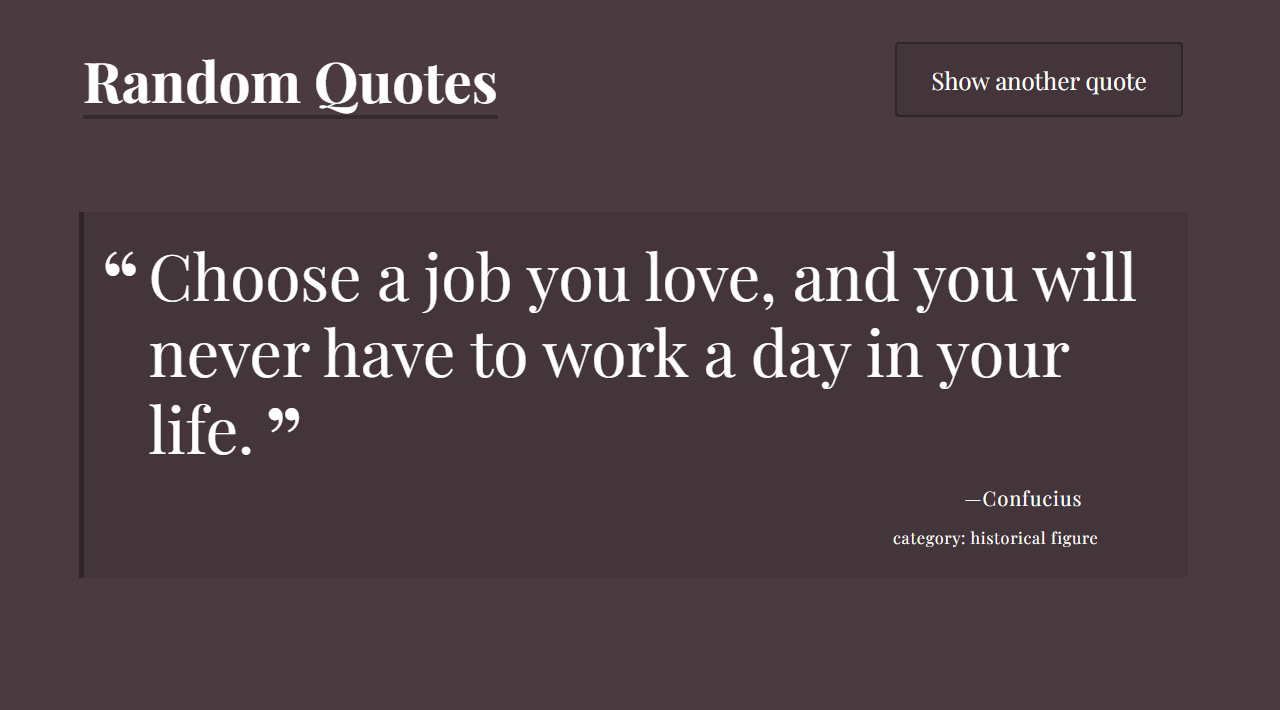 Random Quotes
Show another quote
“ Choose a job you love, and you will
never have to work a day in your
life. ”
—Confucius
category: historical figure